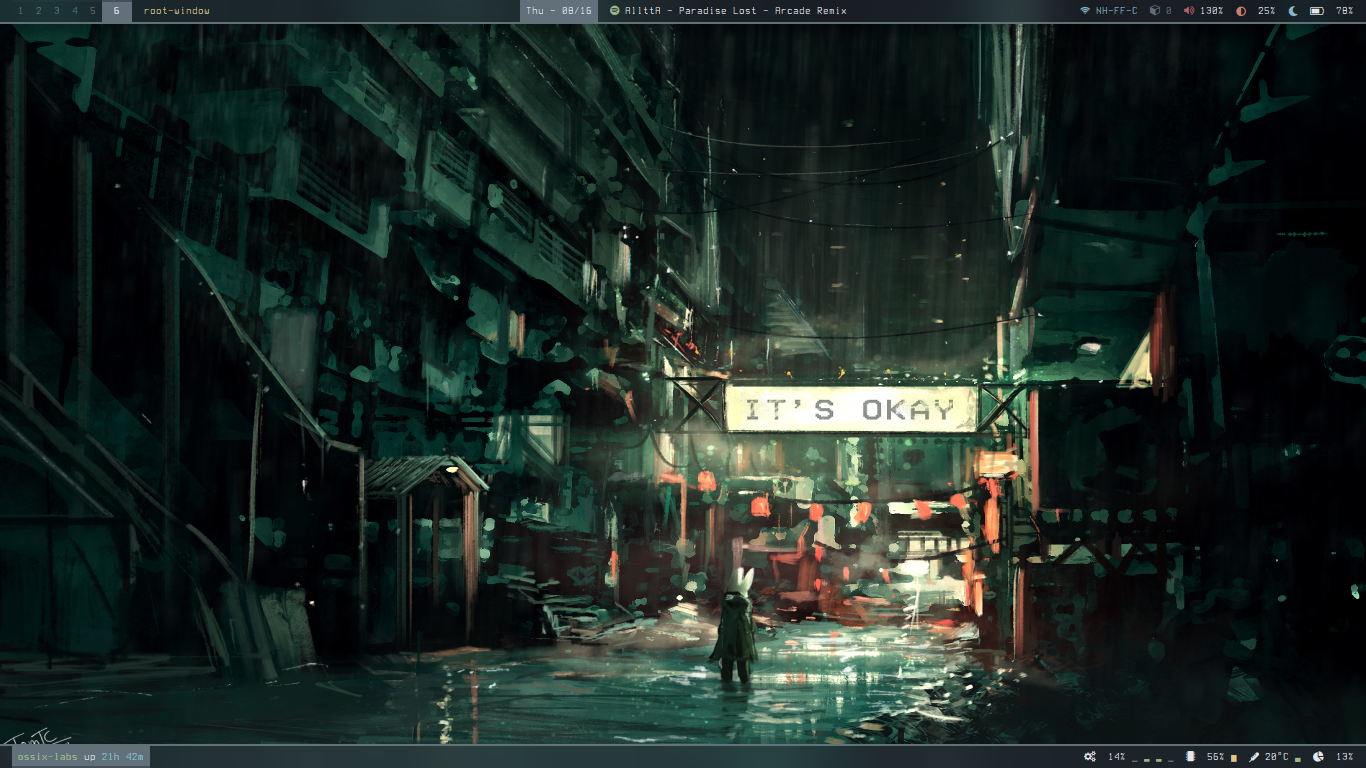 1 2 3 4 5 6 root-window Thu - 08/16 AllttA - Paradise Lost - Arcade Remix NH-FF-C 0 130% 25% 78%
IT'S OKAY
ossix-labs up 21h 42m 14% 56% 20°C 13%